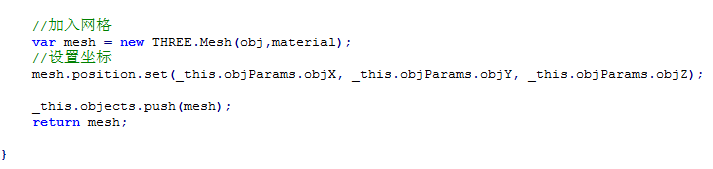 //加入网格
var mesh = new THREE.Mesh(obj,material);
//设置坐标
mesh.position.set(_this.objParams.objX, _this.objParams.objY, _this.objParams.objZ);
_this.objects.push(mesh);
return mesh;
}